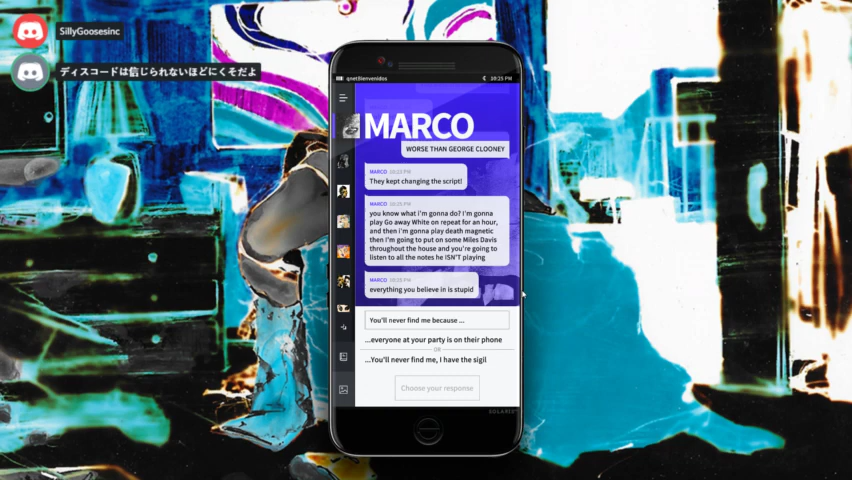 SillyGoosesinc
ディスコードは信じられないほどにくそだよ
qnetBienvenidos
10:25 PM
MARCO
WORSE THAN GEORGE CLOONEY
MARCO 10:23 PM
They kept changing the script!
MARCO 10:25 PM
you know what i'm gonna do? I'm gonna
play Go away White on repeat for an hour,
and then i'm gonna play death magnetic
then I'm going to put on some Miles Davis
throughout the house and you're going to
listen to all the notes he ISN'T playing
MARCO 10:25 PM
everything you believe in is stupid
You'll never find me because ...
...everyone at your party is on their phone
OR
...You'll never find me, I have the sigil
Choose your response
SOLARIS